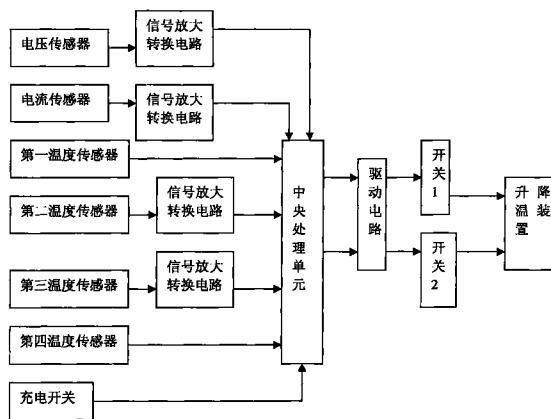 电压传感器
信号放大
转换电路
电流传感器
信号放大
转换电路
第一温度传感器
第二温度传感器
信号放大
转换电路
第三温度传感器
信号放大
转换电路
第四温度传感器
充电开关
中央处理单元
驱动电路
开关1
开关2
升降
温装
置